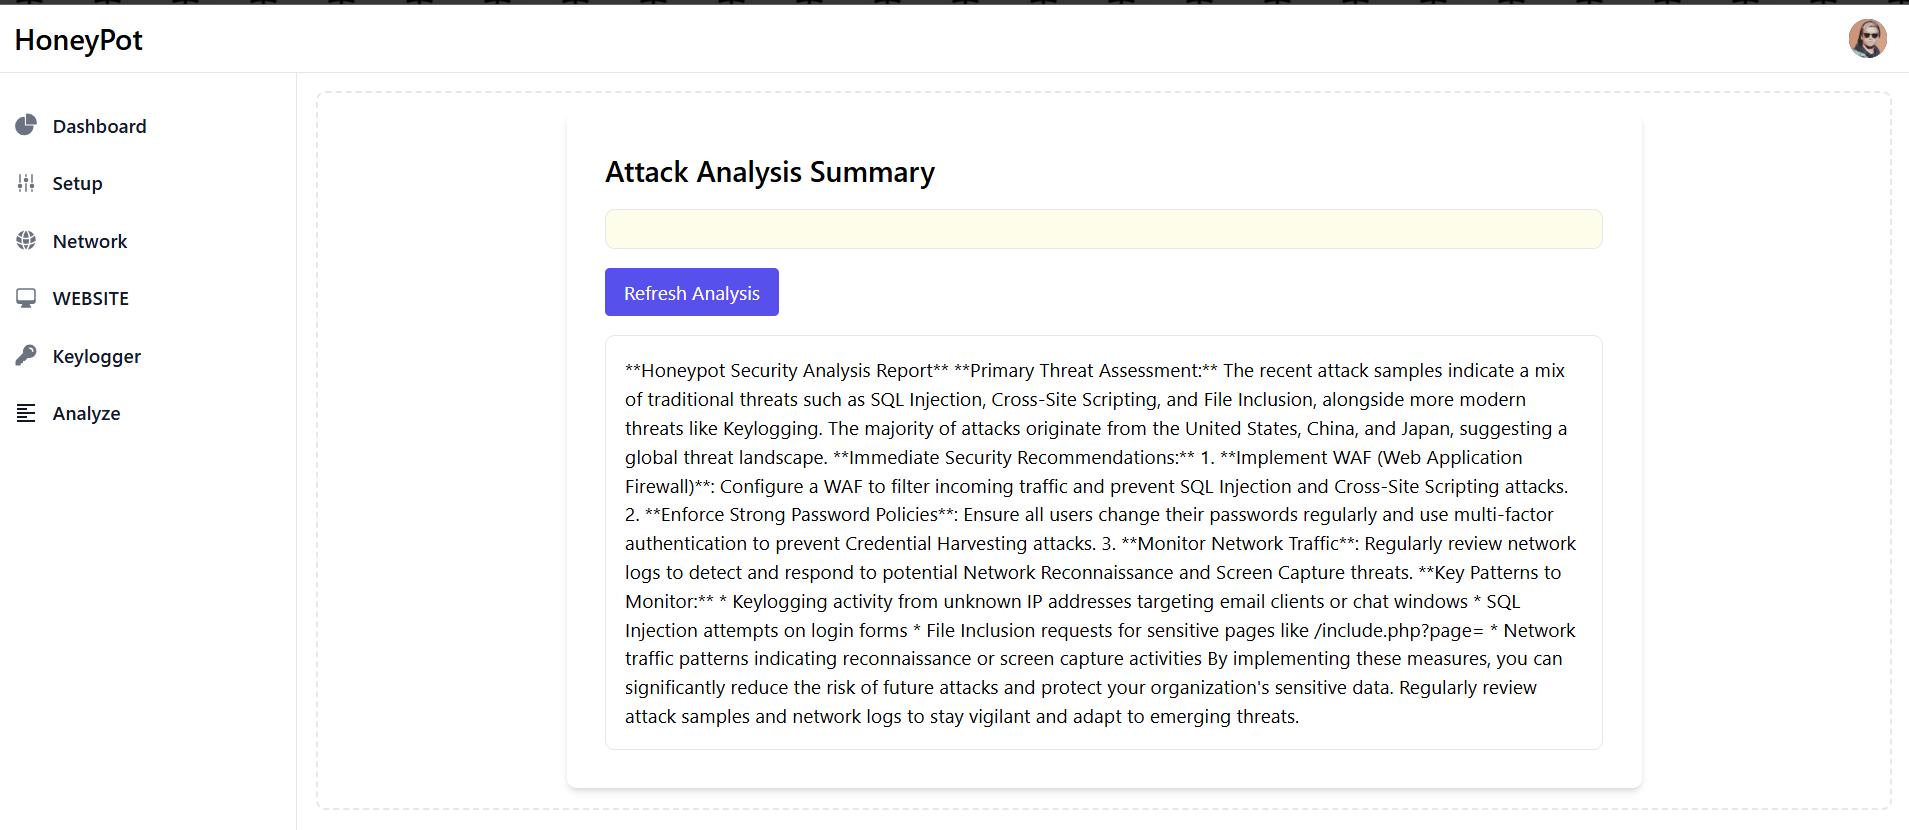 HoneyPot
Dashboard
Setup
Network
WEBSITE
Keylogger
Analyze
Attack Analysis Summary
Refresh Analysis
**Honeypot Security Analysis Report** **Primary Threat Assessment:** The recent attack samples indicate a mix
of traditional threats such as SQL Injection, Cross-Site Scripting, and File Inclusion, alongside more modern
threats like Keylogging. The majority of attacks originate from the United States, China, and Japan, suggesting a
global threat landscape. **Immediate Security Recommendations:** 1. **Implement WAF (Web Application
Firewall)**: Configure a WAF to filter incoming traffic and prevent SQL Injection and Cross-Site Scripting attacks.
2. **Enforce Strong Password Policies**: Ensure all users change their passwords regularly and use multi-factor
authentication to prevent Credential Harvesting attacks. 3. **Monitor Network Traffic**: Regularly review network
logs to detect and respond to potential Network Reconnaissance and Screen Capture threats. **Key Patterns to
Monitor:** * Keylogging activity from unknown IP addresses targeting email clients or chat windows * SQL
Injection attempts on login forms * File Inclusion requests for sensitive pages like /include.php?page= * Network
traffic patterns indicating reconnaissance or screen capture activities By implementing these measures, you can
significantly reduce the risk of future attacks and protect your organization's sensitive data. Regularly review
attack samples and network logs to stay vigilant and adapt to emerging threats.